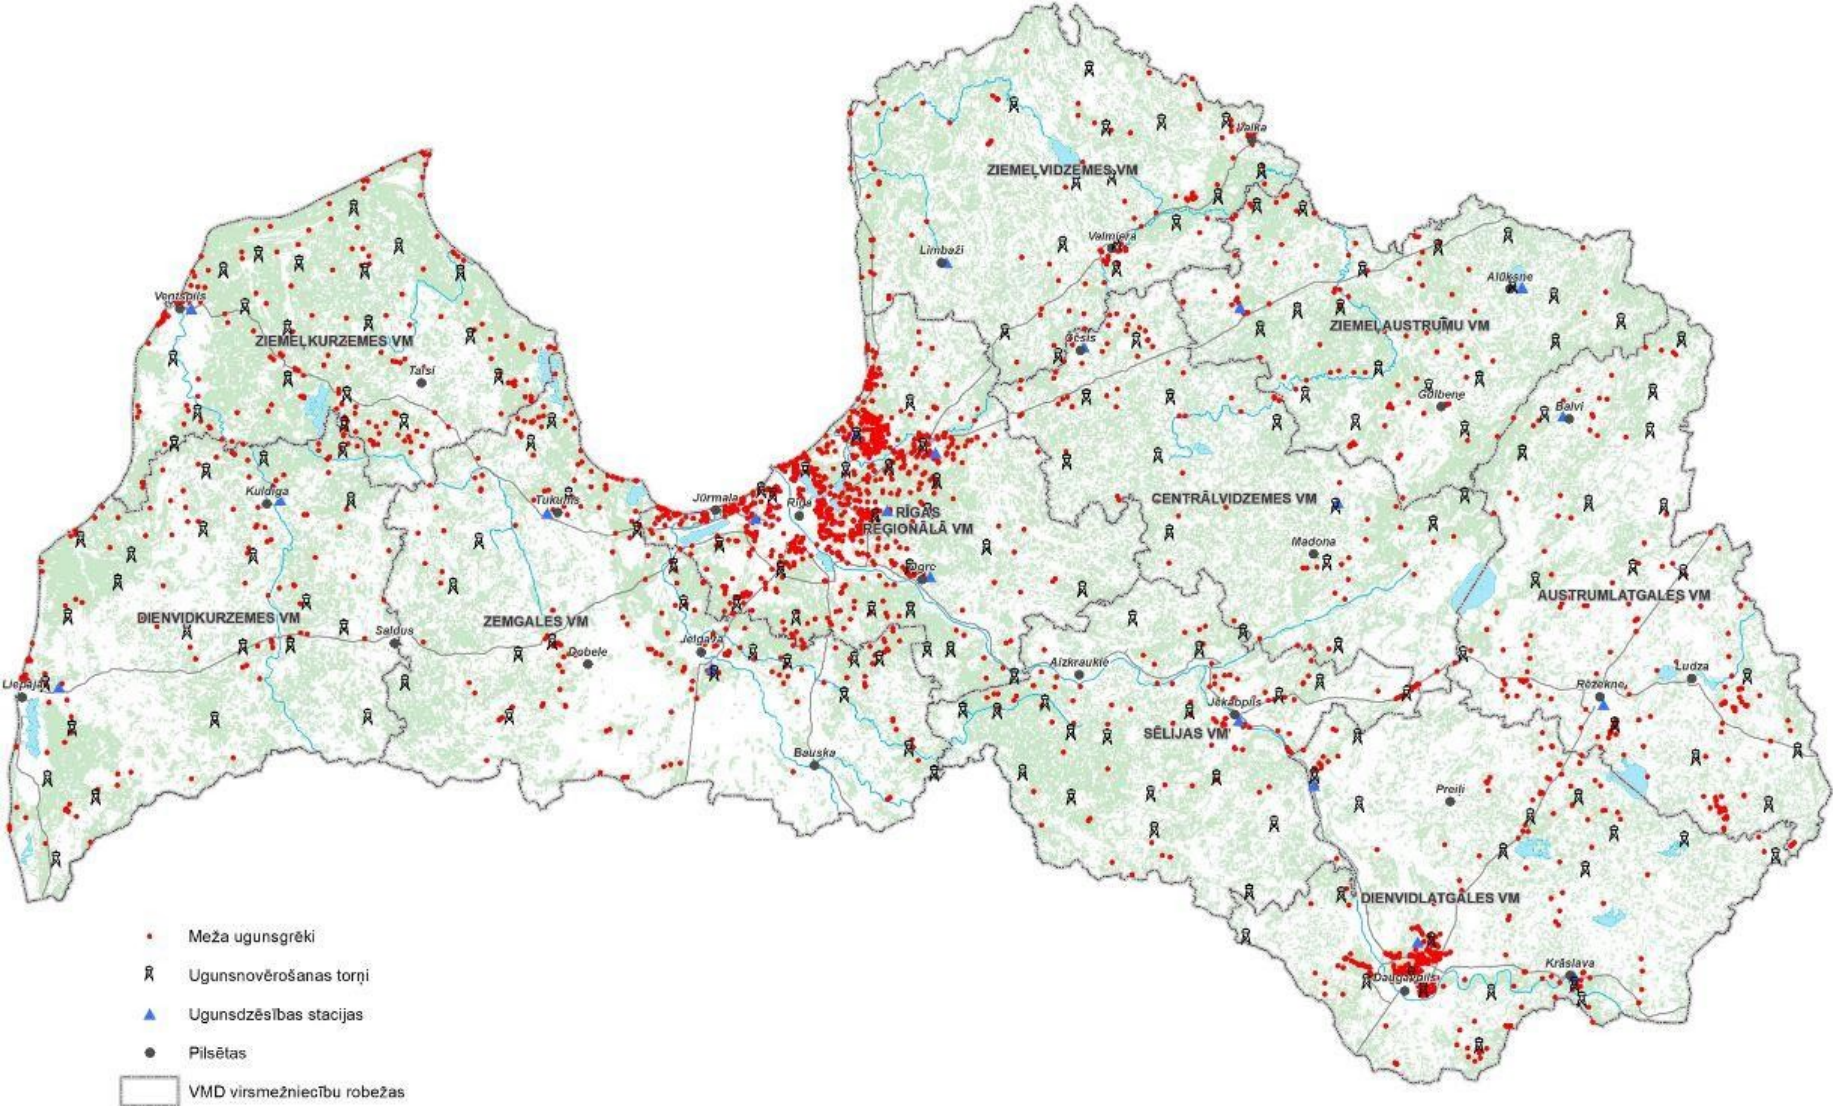 ZIEMEĻVIDZEMES VM
Valka
Valmiera
Limbaži
Alūksne
Ventspils
ZIEMEĻKURZEMES VM
ZIEMEĻAUSTRUMU VM
Cēsis
Talsi
Gulbene
Balvi
Kuldīga
Tukums
Jūrmala
Rīga
RĪGAS
REĢIONĀLĀ VM
CENTRĀLVIDZEMES VM
Madona
Ogre
AUSTRUMLATGALES VM
DIENVIDKURZEMES VM
ZEMGALES VM
Saldus
Dobele
Jelgava
Aizkraukle
Ludza
Rēzekne
Liepāja
Jēkabpils
SĒLIJAS VM
Bauska
Preiļi
DIENVIDLATGALES VM
Daugavpils
Krāslava
Meža ugunsgrēki
Ugunsnovērošanas torņi
Ugunsdzēsības stacijas
Pilsētas
VMD virsmežniecību robežas